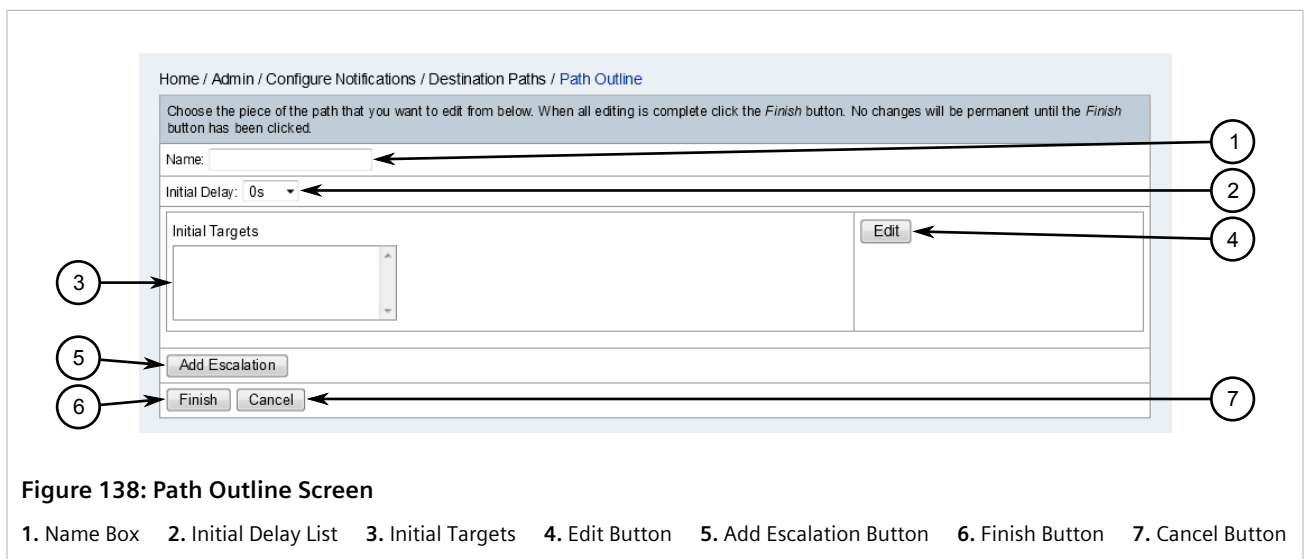 Home / Admin / Configure Notifications / Destination Paths / Path Outline
Choose the piece of the path that you want to edit from below. When all editing is complete click the Finish button. No changes will be permanent until the Finish
button has been clicked.
Name:
1
Initial Delay: 0s
2
Initial Targets
Edit
4
3
5
Add Escalation
6
Finish Cancel
7
Figure 138: Path Outline Screen
1. Name Box 2. Initial Delay List 3. Initial Targets 4. Edit Button 5. Add Escalation Button 6. Finish Button 7. Cancel Button